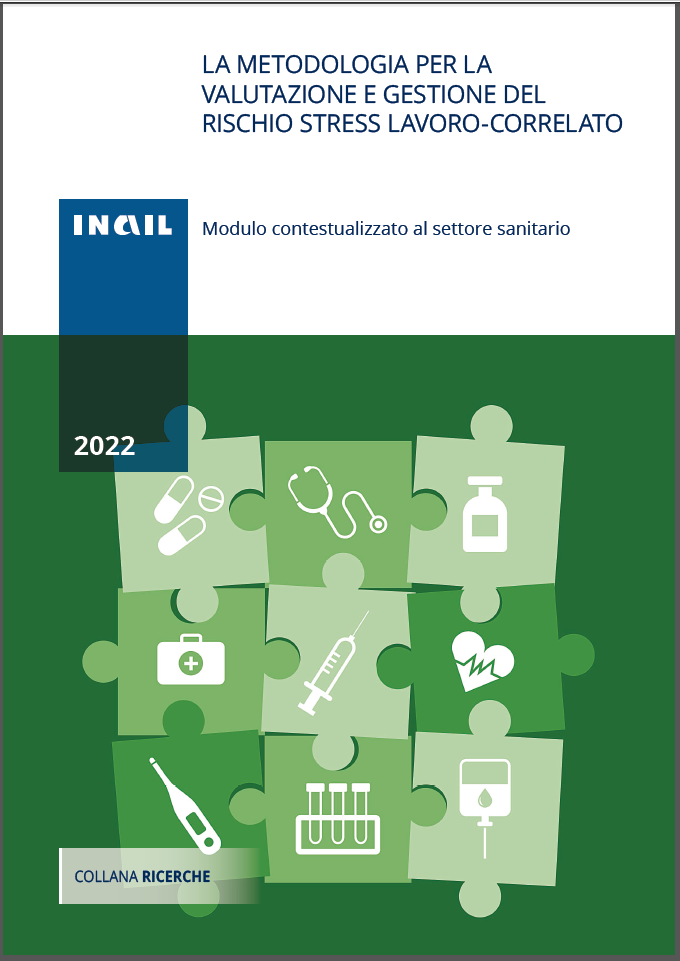 LA METODOLOGIA PER LA
VALUTAZIONE E GESTIONE DEL
RISCHIO STRESS LAVORO-CORRELATO
INAIL
Modulo contestualizzato al settore sanitario
2022
COLLANA RICERCHE